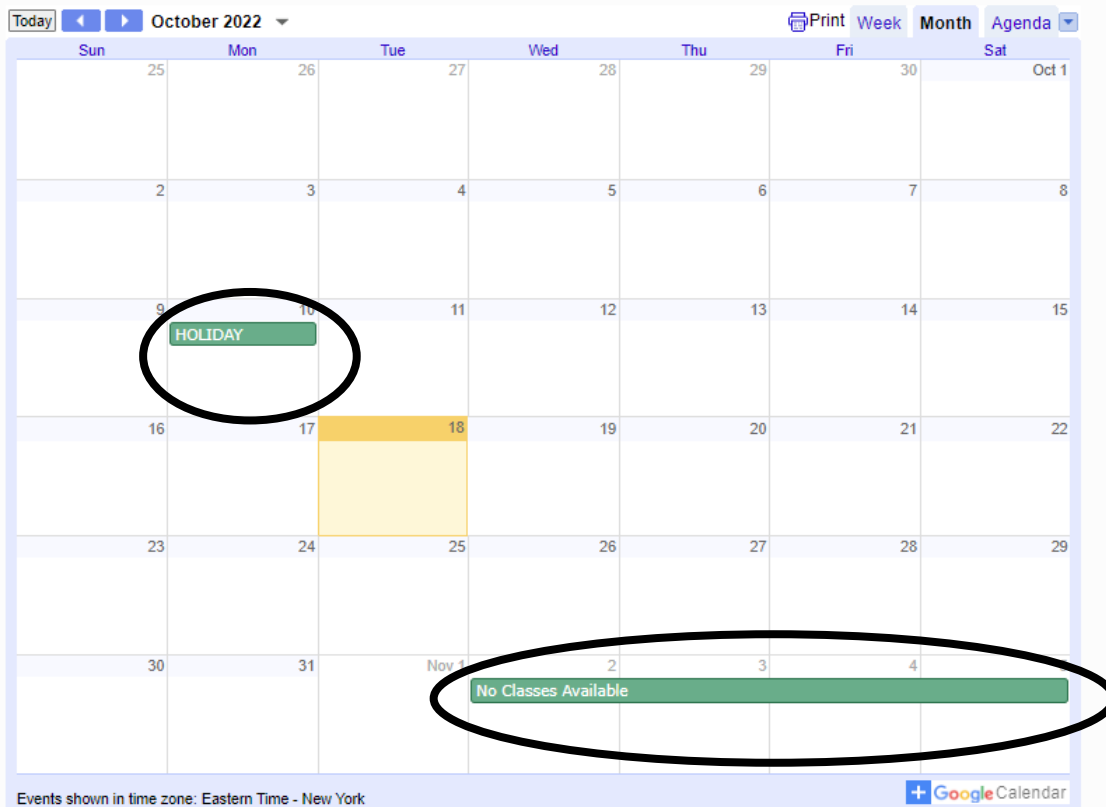 Today October 2022 Print Week Month Agenda
Sun Mon Tue Wed Thu Fri Sat
25 26 27 28 29 30 Oct 1
2 3 4 5 6 7 8
9 10 11 12 13 14 15
HOLIDAY
16 17 18 19 20 21 22
23 24 25 26 27 28 29
30 31 Nov 1 2 3 4
No Classes Available
Events shown in time zone: Eastern Time - New York
+ Google Calendar